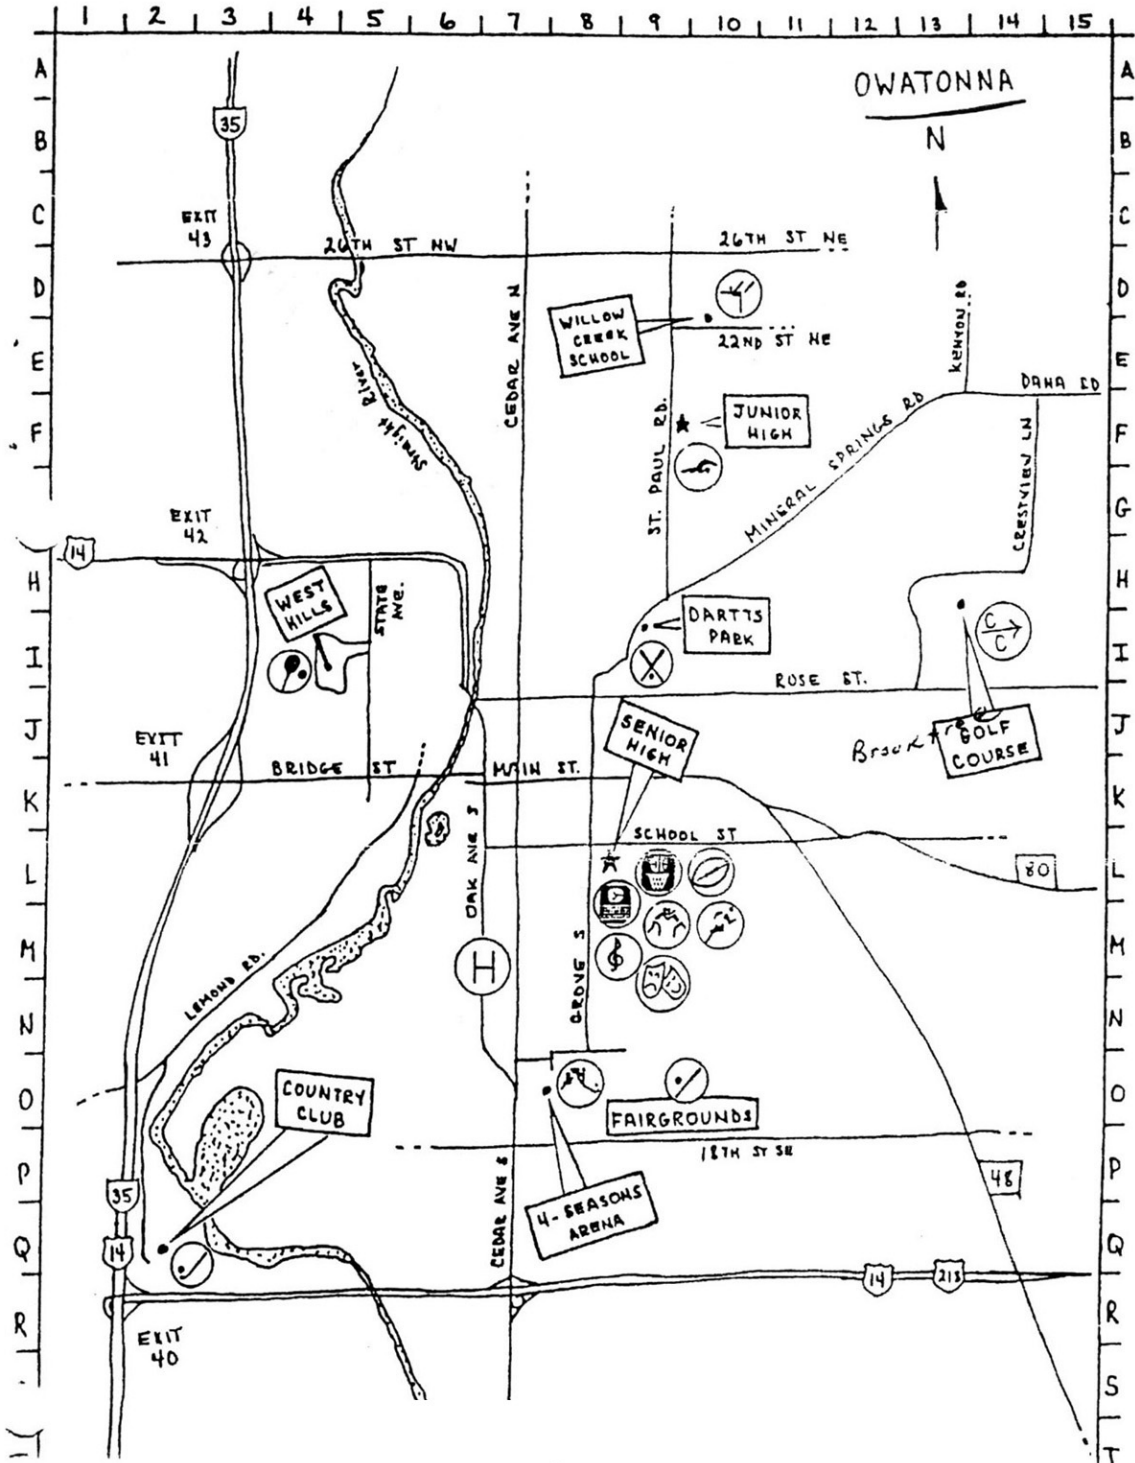 1 2 3 4 5 6 7 8 9 10 11 12 13 14 15
A
B
C
D
E
F
G
H
I
J
K
L
M
N
O
P
Q
R
A
B
C
D
E
F
G
H
I
J
K
L
M
N
O
P
Q
R
S
T
OWATONNA
N
35
EXIT
43
26TH ST NW
26TH ST NE
CEDAR AVE N
WILLOW
CREEK
SCHOOL
22ND ST NE
KENYON RD
DANA RD
Straight River
ST. PAUL RD.
JUNIOR
HIGH
MINERAL SPRINGS RD
CRESTVIEW LN
EXIT
42
14
WEST
HILLS
STATE
AVE.
DARTTS
PARK
C
C
ROSE ST.
EXIT
41
SENIOR
HIGH
GOLF
COURSE
BRIDGE ST
MAIN ST.
OAK AVE S
SCHOOL ST
80
GROVE S
H
LEMOND RD.
COUNTRY
CLUB
FAIRGROUNDS
18TH ST SE
48
35
14
CEDAR AVE S
4-SEASONS
ARENA
14
218
EXIT
40